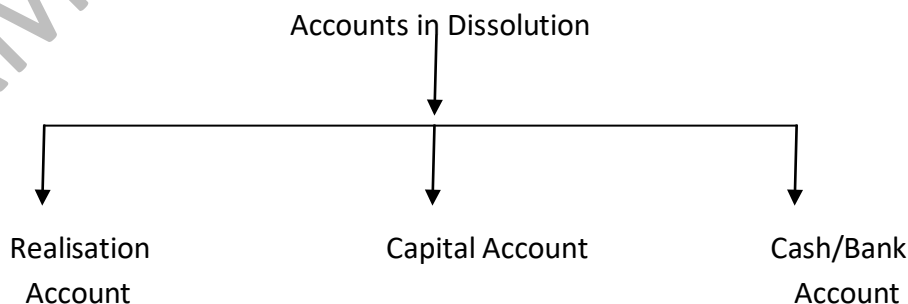 Accounts in Dissolution
Realisation
Account
Capital Account
Cash/Bank
Account